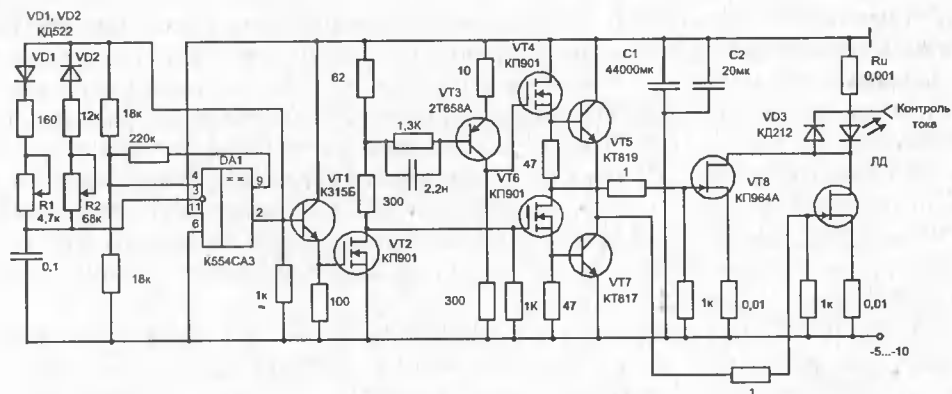 VD1, VD2
КД522
VD1
VD2
160
12к
18к
220к
R1
4,7к
R2
68к
0,1
18к
DA1
==
4
3
11
6
9
2
К554СА3
1к
VT1
К315Б
100
62
300
VT2
КП901
1,3К
2,2н
10
VT3
2Т658А
300
1К
VT4
КП901
47
VT6
КП901
47
VT5
КТ819
VT7
КТ817
1
C1
44000мк
C2
20мк
1к
VT8
КП964А
0,01
VD3
КД212
Ru
0,001
Контроль
тока
ЛД
1к
0,01
-5...-10
1